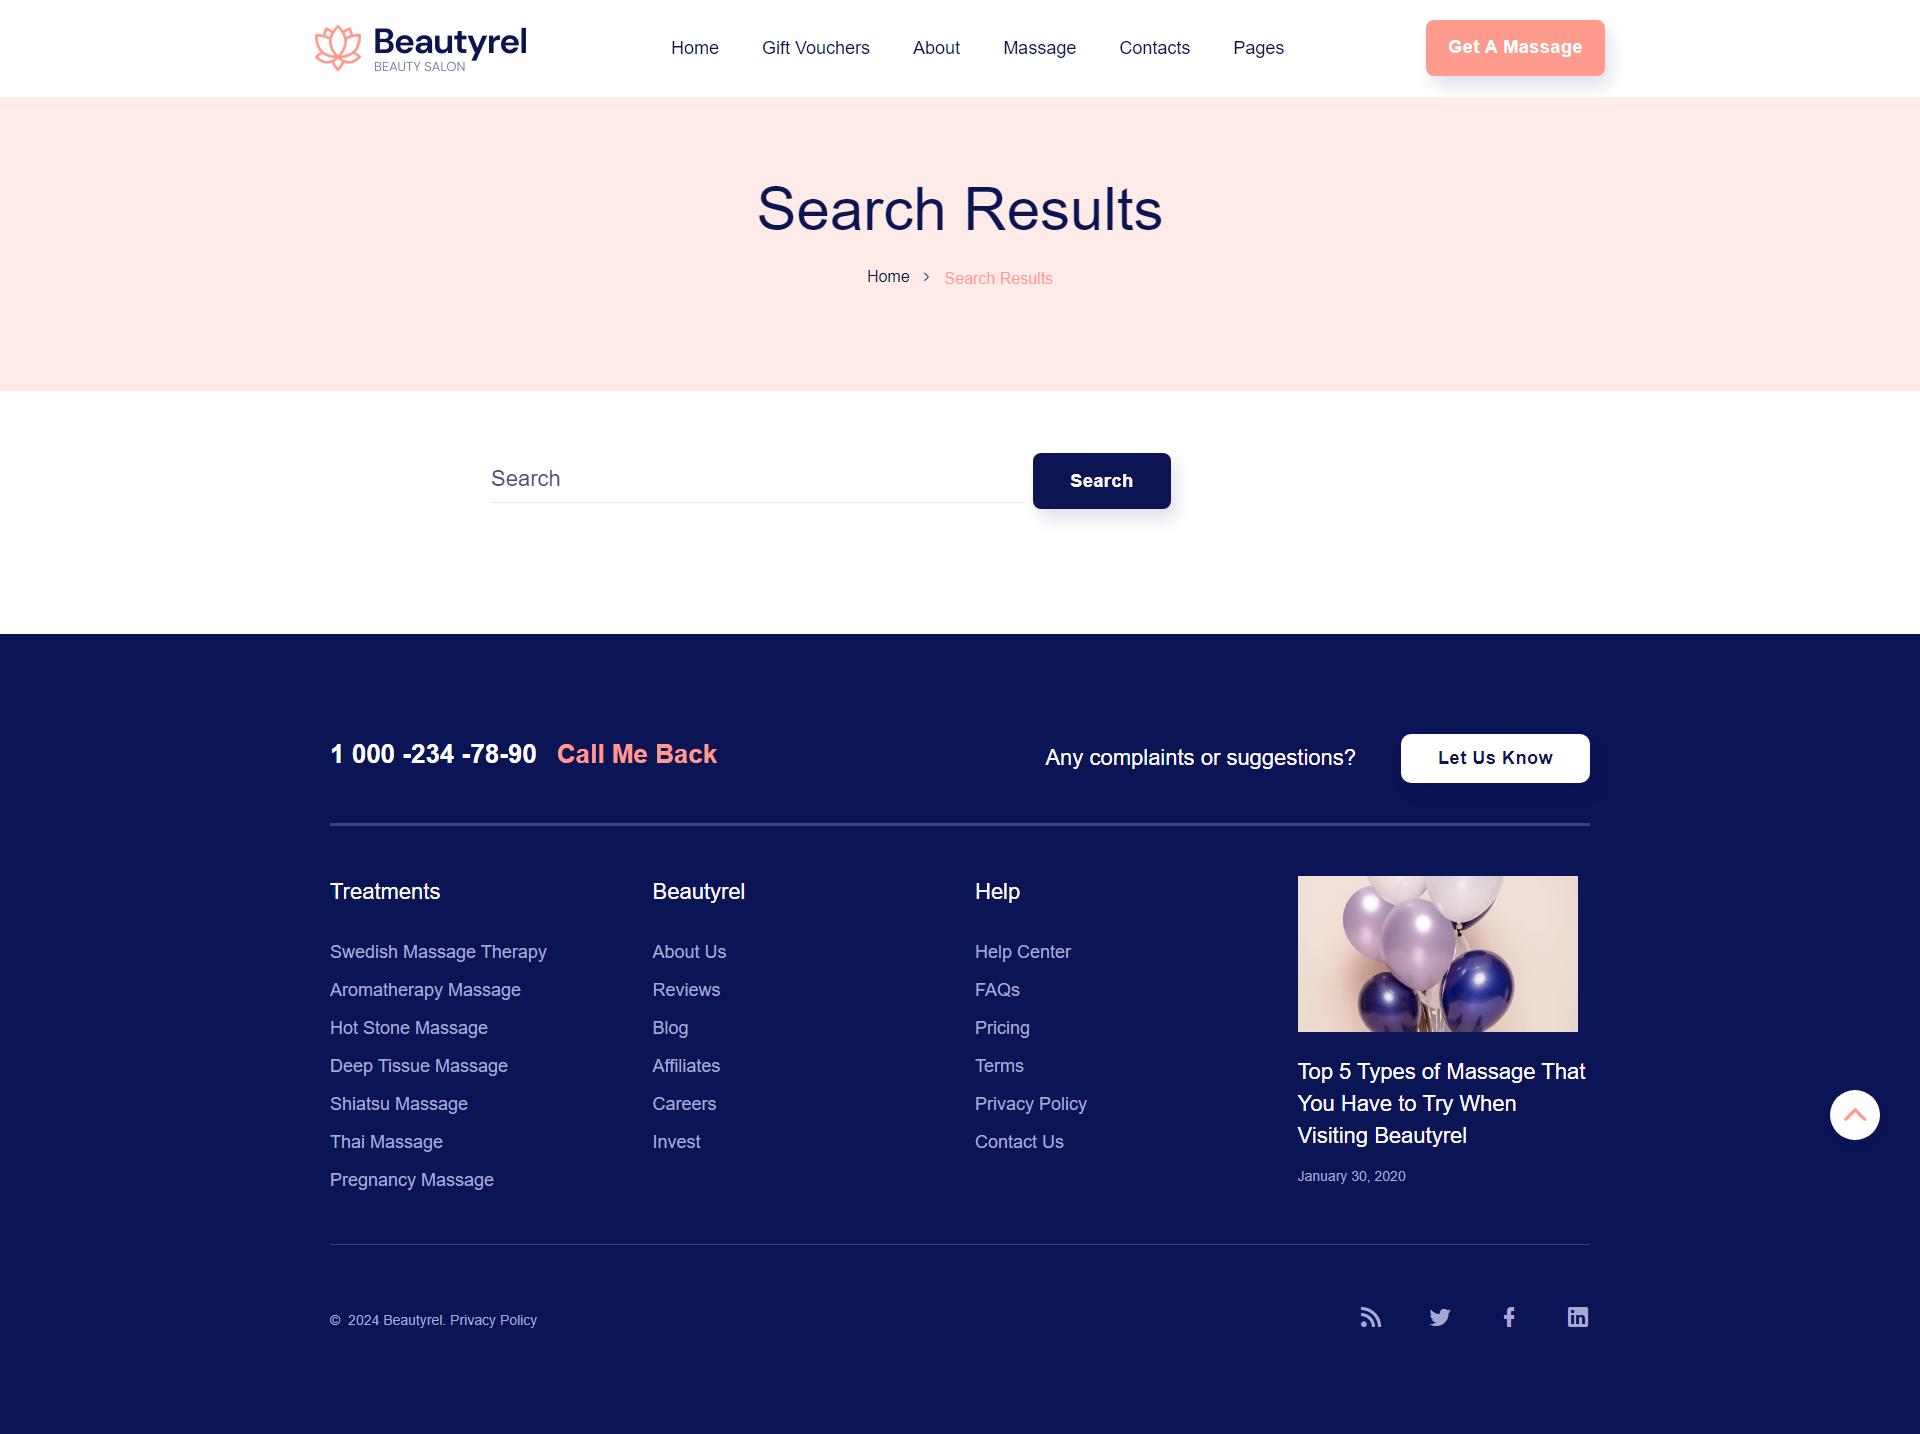 Beautyrel
BEAUTY SALON
Home
Gift Vouchers
About
Massage
Contacts
Pages
Get A Massage
Search Results
Home
Search Results
Search
Search
1 000 -234 -78-90
Call Me Back
Any complaints or suggestions?
Let Us Know
Treatments
Swedish Massage Therapy
Aromatherapy Massage
Hot Stone Massage
Deep Tissue Massage
Shiatsu Massage
Thai Massage
Pregnancy Massage
Beautyrel
About Us
Reviews
Blog
Affiliates
Careers
Invest
Help
Help Center
FAQs
Pricing
Terms
Privacy Policy
Contact Us
Top 5 Types of Massage That
You Have to Try When
Visiting Beautyrel
January 30, 2020
© 2024 Beautyrel. Privacy Policy